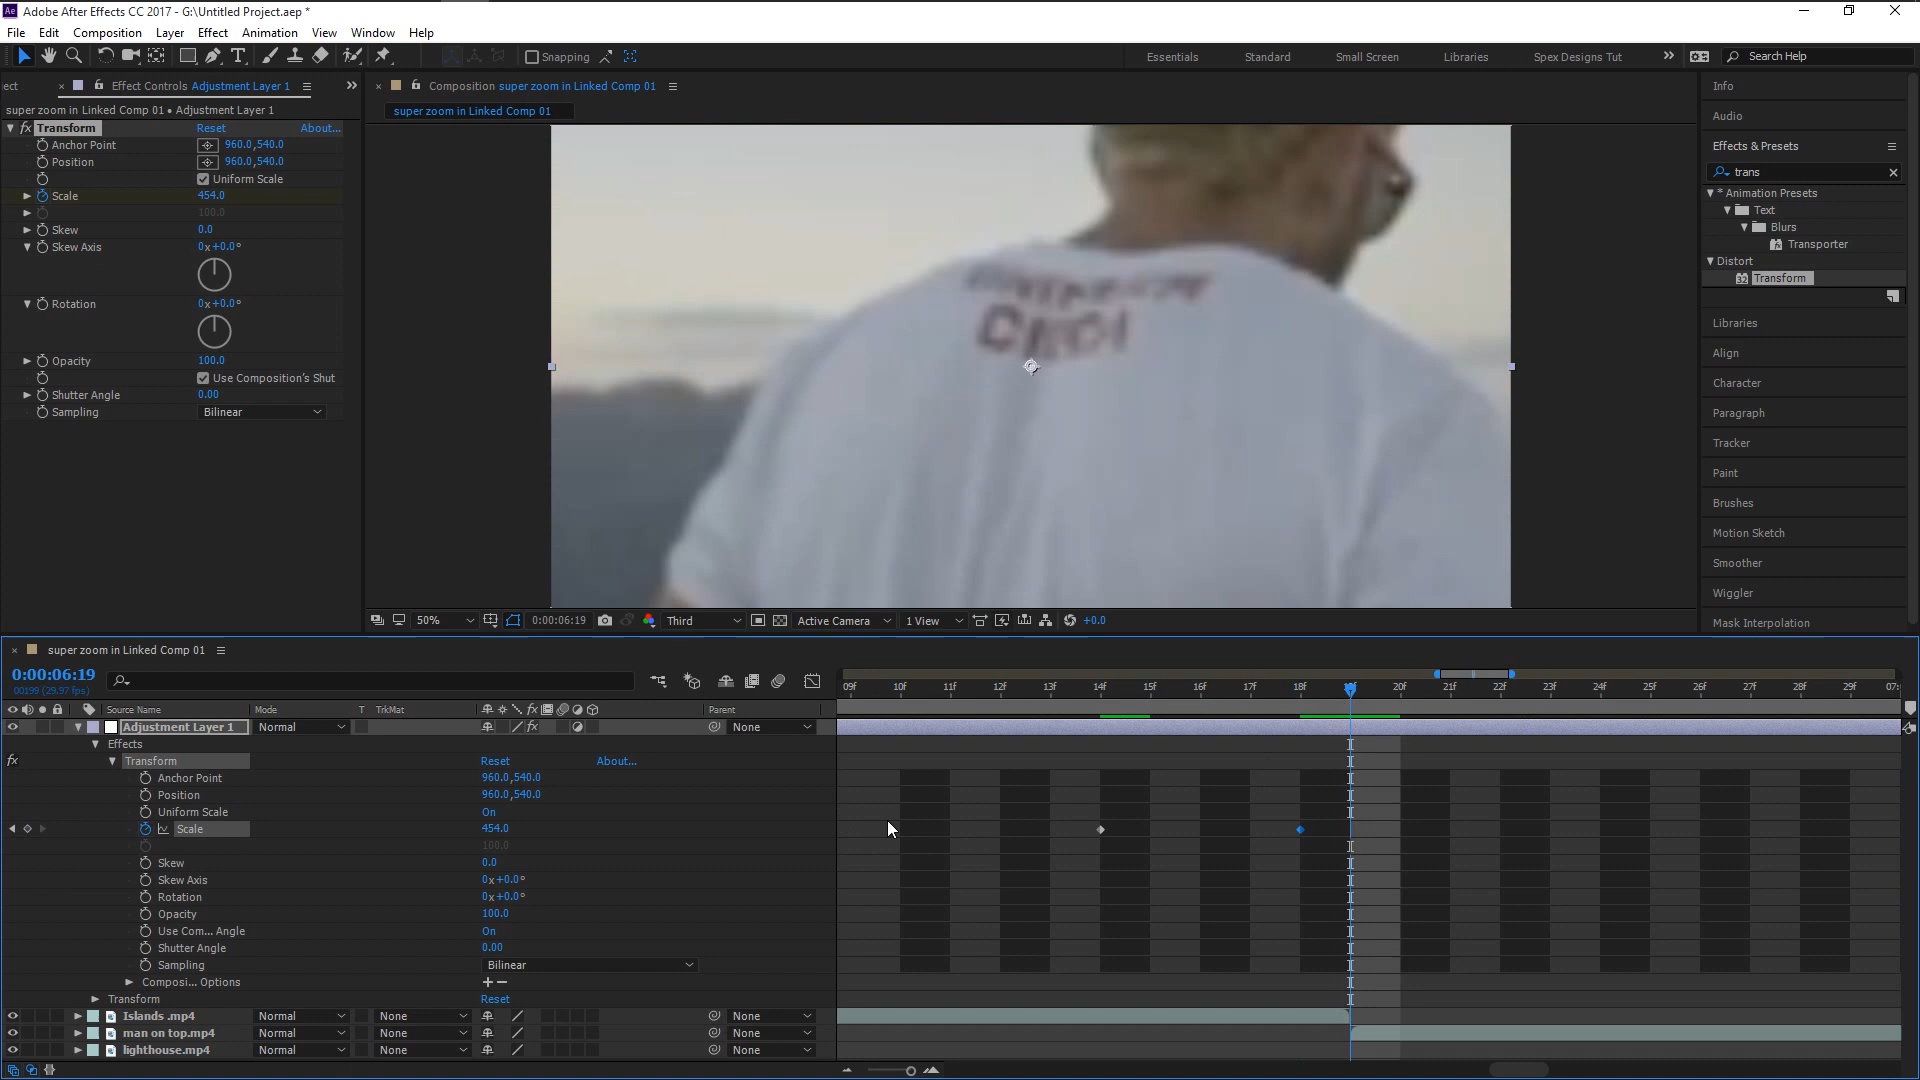 Adobe After Effects CC 2017 - G:\Untitled Project.aep *
File Edit Composition Layer Effect Animation View Window Help
Snapping Essentials Standard Small Screen Libraries Spex Designs Tut Search Help
ect Effect Controls Adjustment Layer 1
super zoom in Linked Comp 01 • Adjustment Layer 1
fx Transform Reset About...
Anchor Point 960.0,540.0
Position 960.0,540.0
Uniform Scale
Scale 454.0
100.0
Skew 0.0
Skew Axis 0x+0.0°
Rotation 0x+0.0°
Opacity 100.0
Use Composition's Shut
Shutter Angle 0.00
Sampling Bilinear
Composition super zoom in Linked Comp 01
super zoom in Linked Comp 01
50% 0:00:06:19 Third Active Camera 1 View +0.0
Info
Audio
Effects & Presets
trans
* Animation Presets
Text
Blurs
Transporter
Distort
32 Transform
Libraries
Align
Character
Paragraph
Tracker
Paint
Brushes
Motion Sketch
Smoother
Wiggler
Mask Interpolation
super zoom in Linked Comp 01
0:00:06:19
00199 (29.97 fps)
09f 10f 11f 12f 13f 14f 15f 16f 17f 18f 19f 20f 21f 22f 23f 24f 25f 26f 27f 28f 29f 07:
Source Name Mode T TrkMat Parent
Adjustment Layer 1 Normal None
Effects
fx Transform Reset About...
Anchor Point 960.0,540.0
Position 960.0,540.0
Uniform Scale On
Scale 454.0
100.0
Skew 0.0
Skew Axis 0x+0.0°
Rotation 0x+0.0°
Opacity 100.0
Use Com... Angle On
Shutter Angle 0.00
Sampling Bilinear
Composi... Options + −
Transform Reset
Islands .mp4 Normal None None
man on top.mp4 Normal None None
lighthouse.mp4 Normal None None